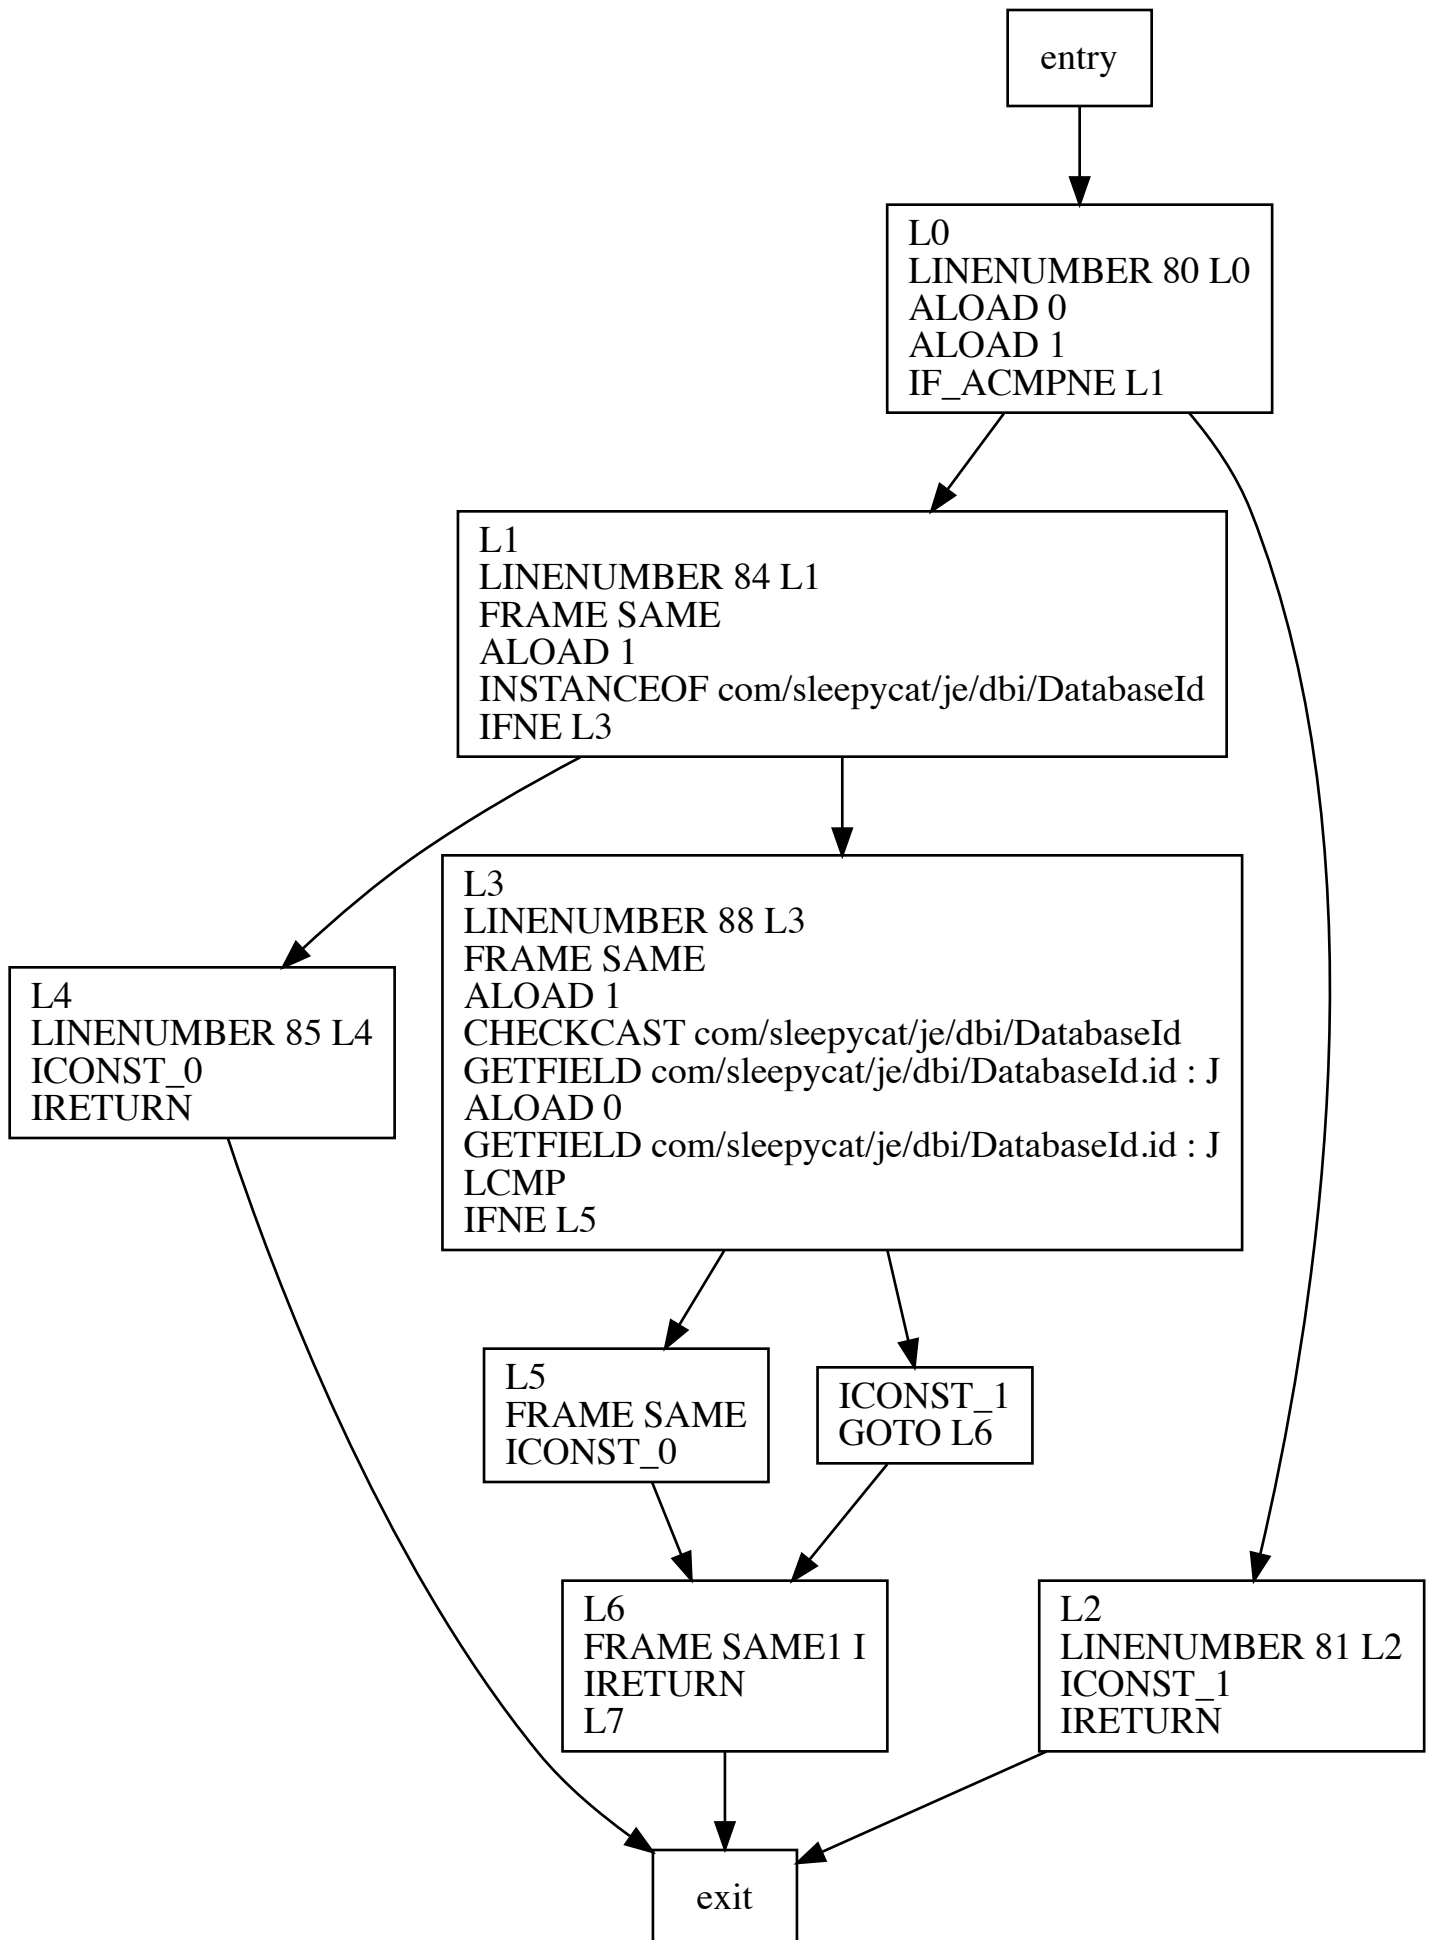 entry
L0
LINENUMBER 80 L0
ALOAD 0
ALOAD 1
IF_ACMPNE L1
L1
LINENUMBER 84 L1
FRAME SAME
ALOAD 1
INSTANCEOF com/sleepycat/je/dbi/DatabaseId
IFNE L3
L3
LINENUMBER 88 L3
FRAME SAME
ALOAD 1
CHECKCAST com/sleepycat/je/dbi/DatabaseId
GETFIELD com/sleepycat/je/dbi/DatabaseId.id : J
ALOAD 0
GETFIELD com/sleepycat/je/dbi/DatabaseId.id : J
LCMP
IFNE L5
L4
LINENUMBER 85 L4
ICONST_0
IRETURN
L5
FRAME SAME
ICONST_0
ICONST_1
GOTO L6
L6
FRAME SAME1 I
IRETURN
L7
L2
LINENUMBER 81 L2
ICONST_1
IRETURN
exit